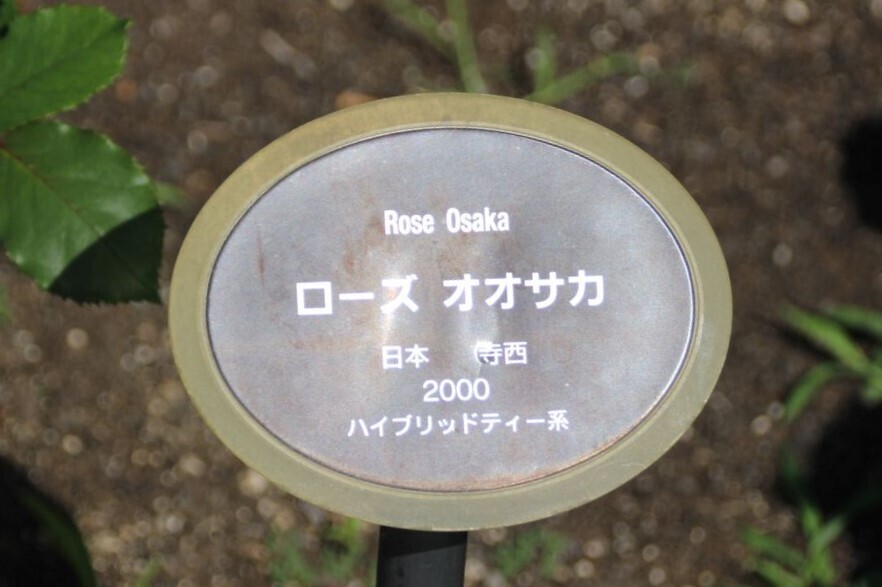 Rose Osaka
ローズ オオサカ
日本 寺西
2000
ハイブリッドティー系